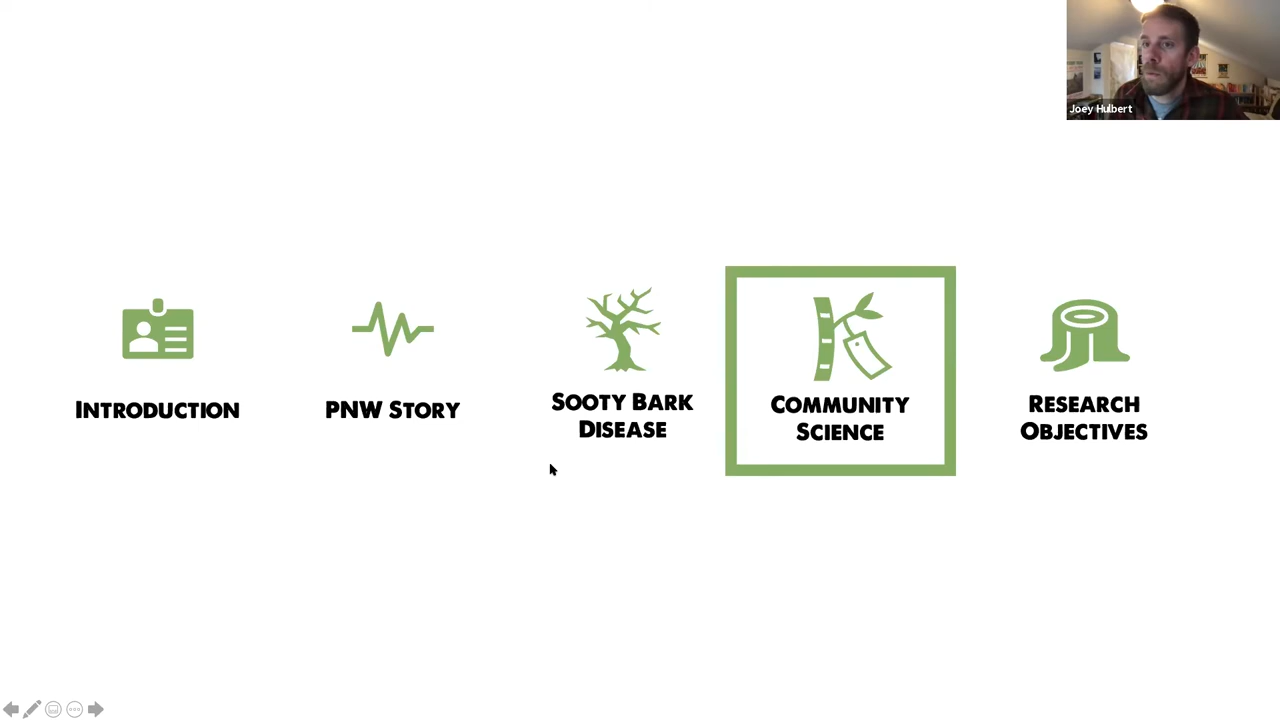 Joey Hulbert
Introduction
PNW Story
Sooty Bark
Disease
Community
Science
Research
Objectives